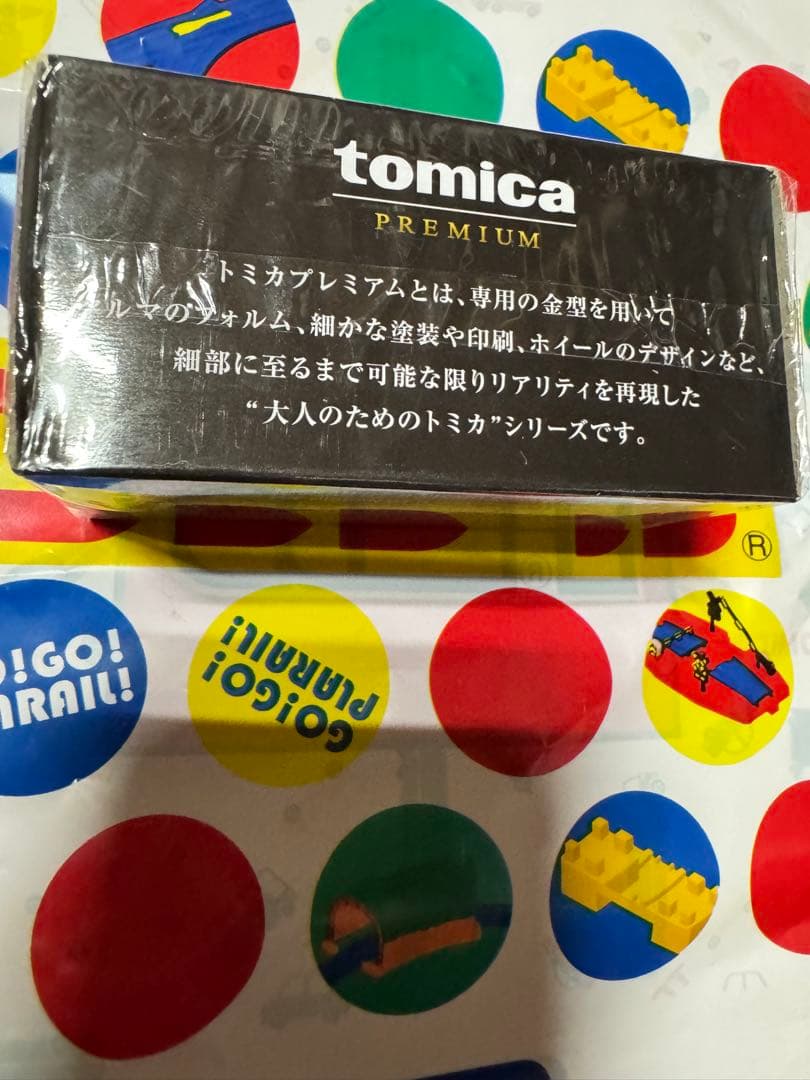 tomica
PREMIUM
トミカプレミアムとは、専用の金型を用いて
クルマのフォルム、細かな塗装や印刷、ホイールのデザインなど、
細部に至るまで可能な限りリアリティを再現した
“大人のためのトミカ”シリーズです。
®
!GO!
ARAIL!
GO!GO!
PLARAIL!